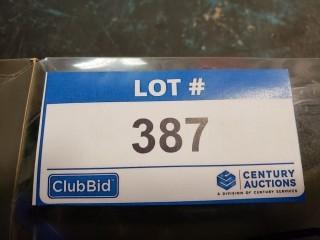 LOT #
387
ClubBid
CENTURY
AUCTIONS
A DIVISION OF CENTURY SERVICES